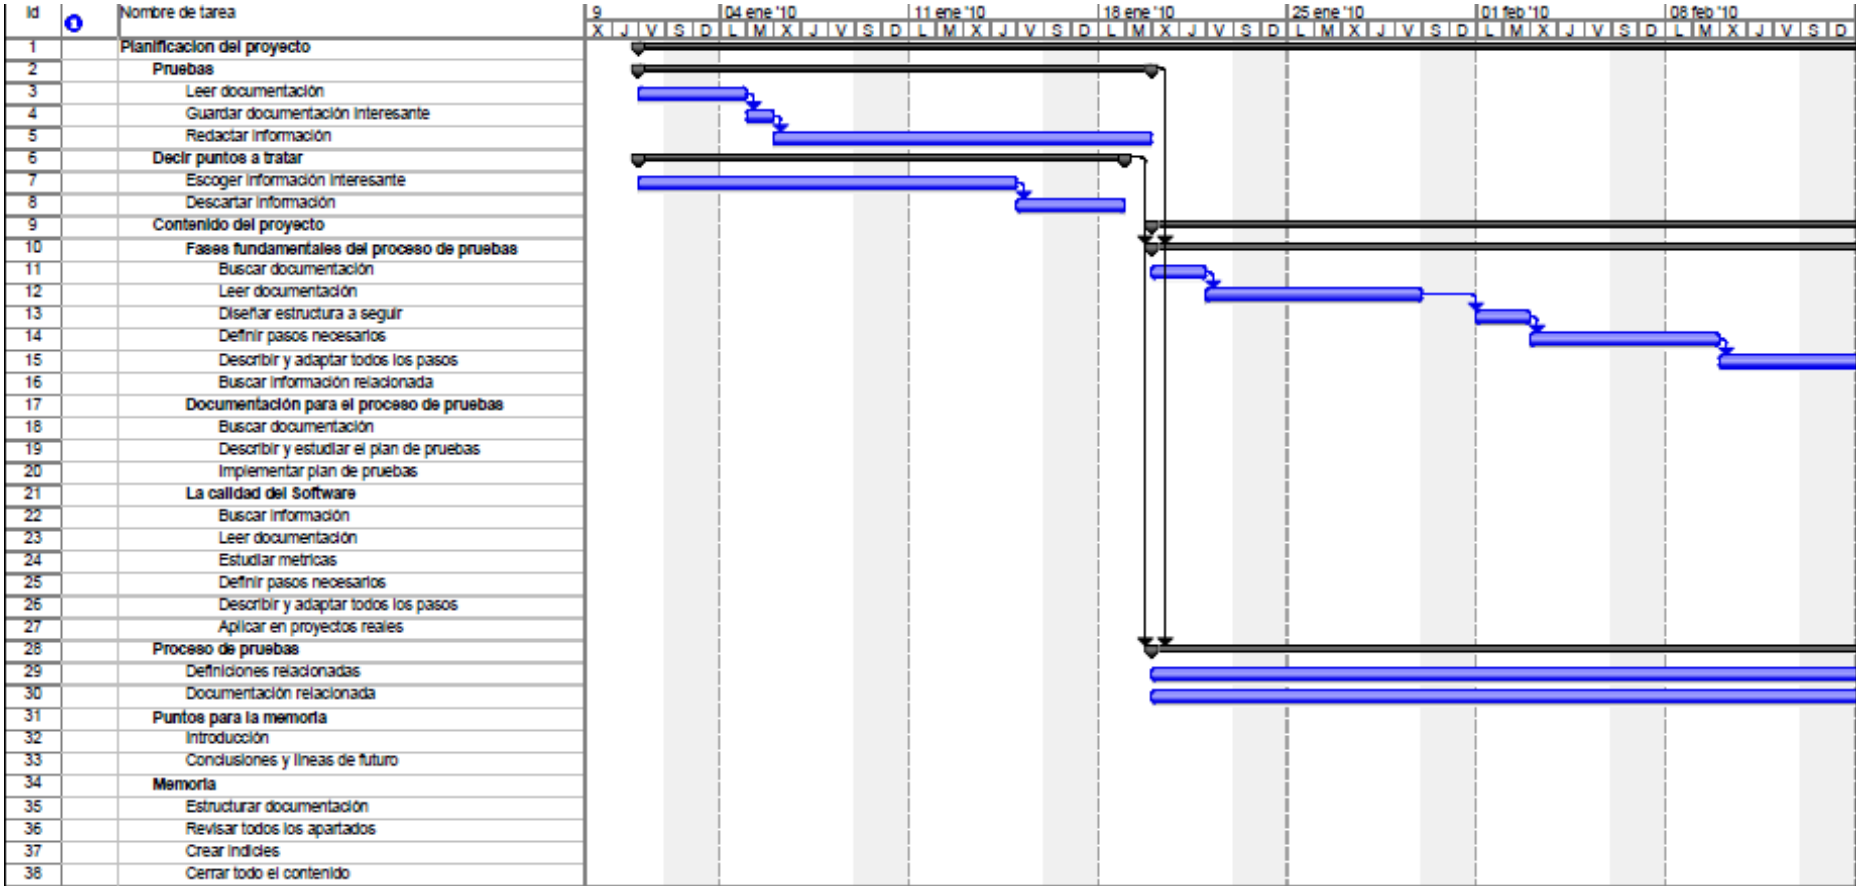 Id Nombre de tarea 9 04 ene '10 11 ene '10 18 ene '10 25 ene '10 01 feb '10 08 feb '10
X J V S D L M X J V S D L M X J V S D L M X J V S D L M X J V S D L M X J V S D L M X J V S D
1 Planificacion del proyecto
2 Pruebas
3 Leer documentación
4 Guardar documentación interesante
5 Redactar información
6 Decir puntos a tratar
7 Escoger información interesante
8 Descartar información
9 Contenido del proyecto
10 Fases fundamentales del proceso de pruebas
11 Buscar documentación
12 Leer documentación
13 Diseñar estructura a seguir
14 Definir pasos necesarios
15 Describir y adaptar todos los pasos
16 Buscar información relacionada
17 Documentación para el proceso de pruebas
18 Buscar documentación
19 Describir y estudiar el plan de pruebas
20 Implementar plan de pruebas
21 La calidad del Software
22 Buscar información
23 Leer documentación
24 Estudiar metricas
25 Definir pasos necesarios
26 Describir y adaptar todos los pasos
27 Aplicar en proyectos reales
28 Proceso de pruebas
29 Definiciones relacionadas
30 Documentación relacionada
31 Puntos para la memoria
32 Introducción
33 Conclusiones y lineas de futuro
34 Memoria
35 Estructurar documentación
36 Revisar todos los apartados
37 Crear indicies
38 Cerrar todo el contenido